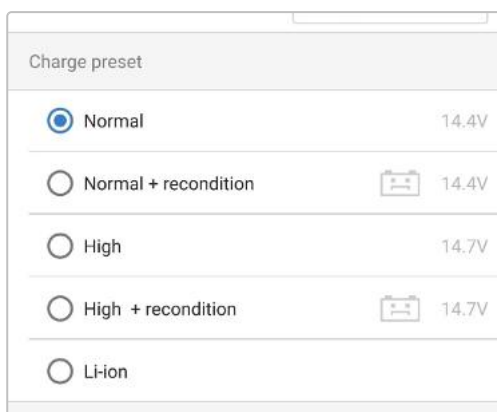 Charge preset
Normal 14.4V
Normal + recondition 14.4V
High 14.7V
High + recondition 14.7V
Li-ion